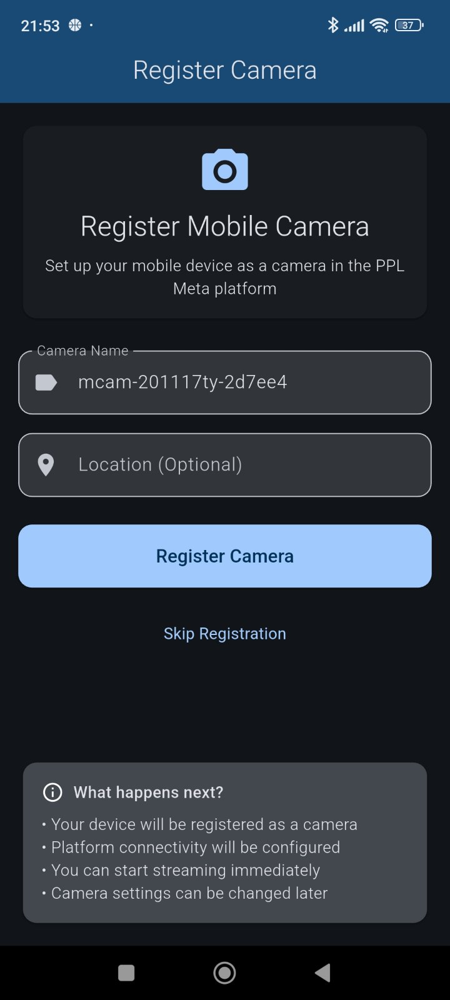 21:53
37
Register Camera
Register Mobile Camera
Set up your mobile device as a camera in the PPL
Meta platform
Camera Name
mcam-201117ty-2d7ee4
Location (Optional)
Register Camera
Skip Registration
What happens next?
• Your device will be registered as a camera
• Platform connectivity will be configured
• You can start streaming immediately
• Camera settings can be changed later